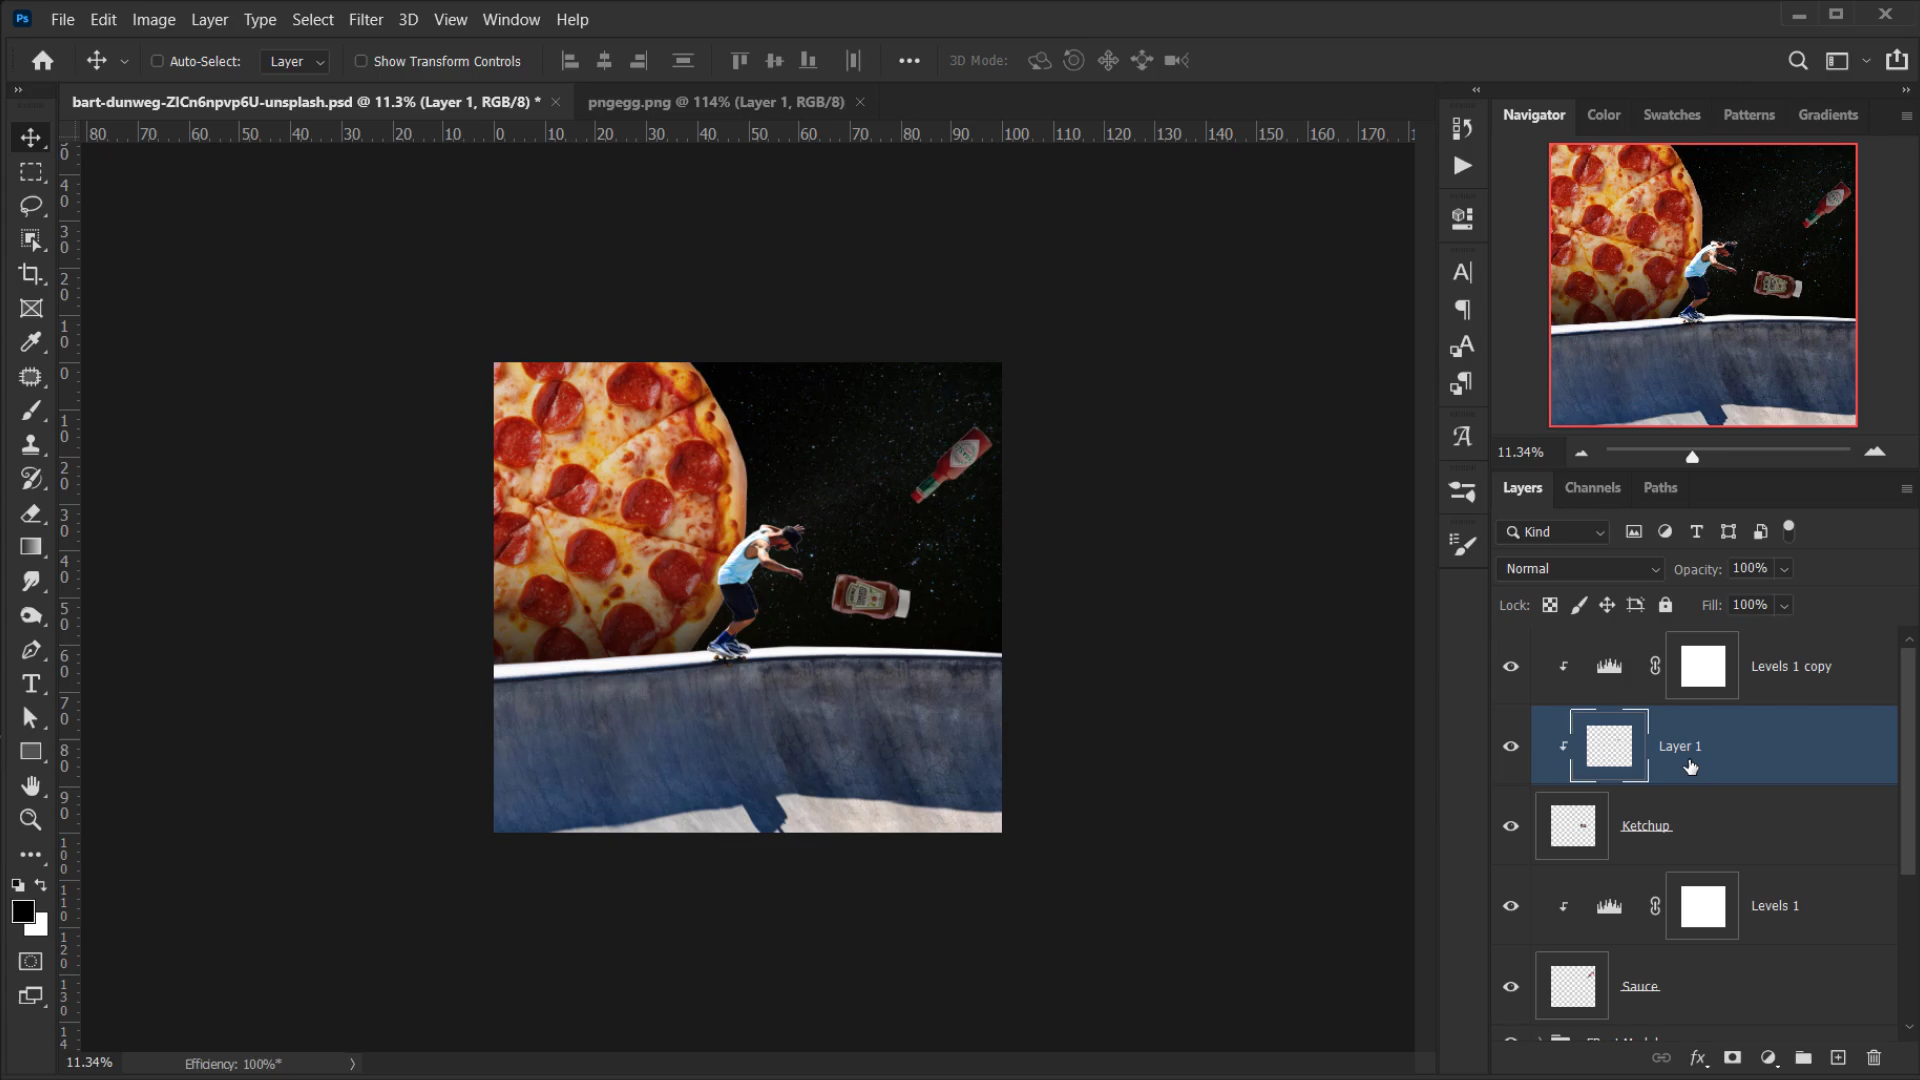 Ps File Edit Image Layer Type Select Filter 3D View Window Help
Auto-Select: Layer Show Transform Controls 3D Mode:
bart-dunweg-ZlCn6npvp6U-unsplash.psd @ 11.3% (Layer 1, RGB/8) * pngegg.png @ 114% (Layer 1, RGB/8)
80 70 60 50 40 30 20 10 0 10 20 30 40 50 60 70 80 90 100 110 120 130 140 150 160 170
Navigator Color Swatches Patterns Gradients
11.34%
Layers Channels Paths
Kind
Normal Opacity: 100%
Lock: Fill: 100%
Levels 1 copy
Layer 1
Ketchup
Levels 1
Sauce
11.34% Efficiency: 100%*